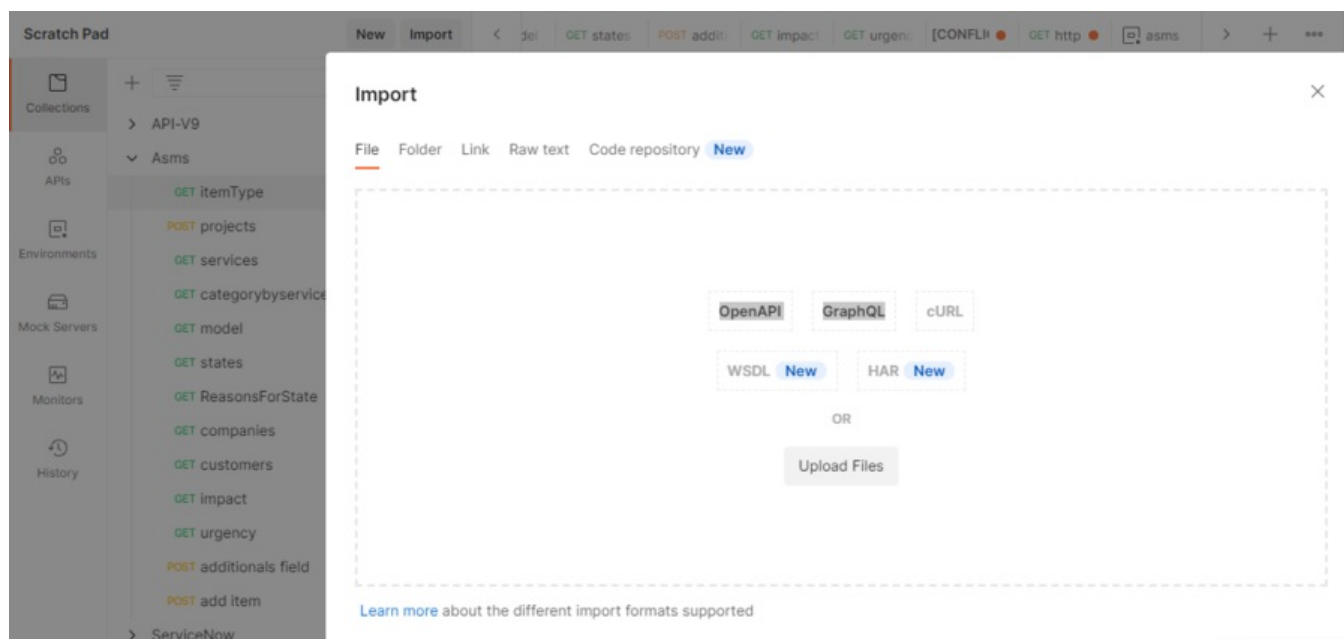 Scratch Pad
New Import
GET states POST GET impact GET [CONFLI GET http asms
Collections
APIs
Environments
Mock Servers
Monitors
History
API-V9
Asms
GET itemType
POST projects
GET services
GET categorybyservice
GET model
GET states
GET ReasonsForState
GET companies
GET customers
GET impact
GET urgency
POST additionals field
POST add item
ServiceNow
Import
File Folder Link Raw text Code repository New
OpenAPI GraphQL cURL
WSDL New HAR New
OR
Upload Files
Learn more about the different import formats supported